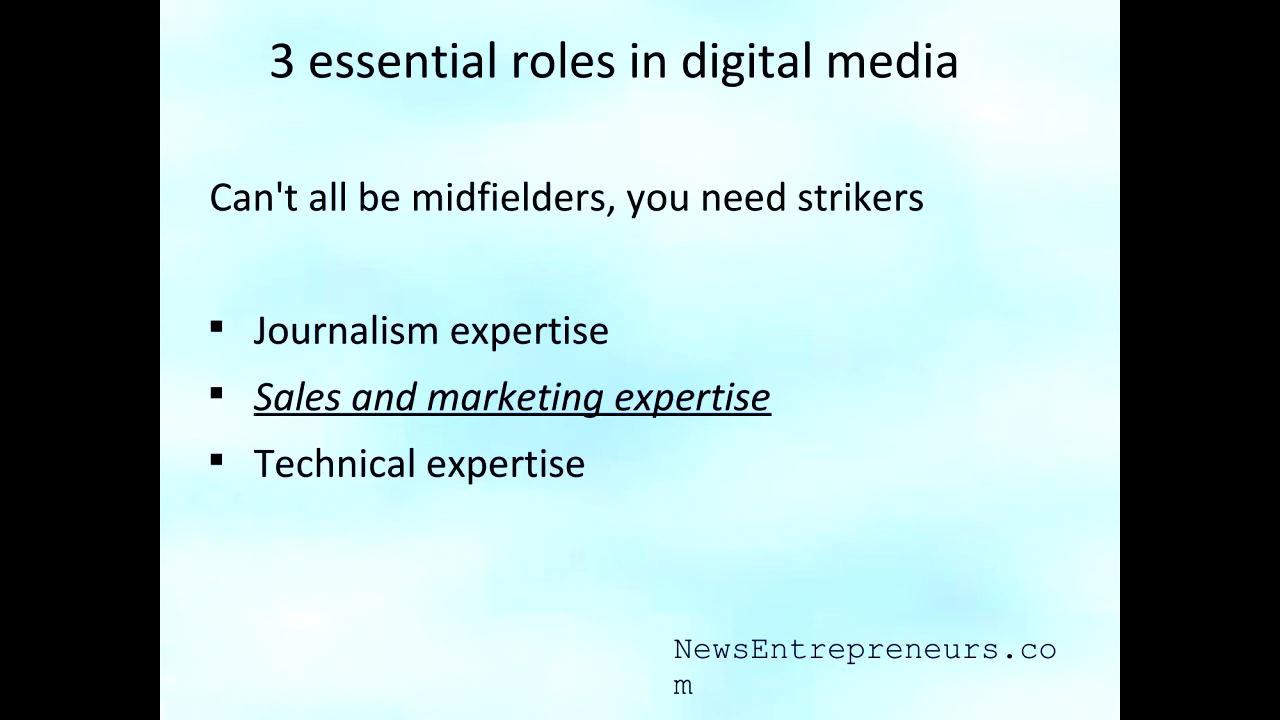 3 essential roles in digital media
Can't all be midfielders, you need strikers
▪ Journalism expertise
▪ Sales and marketing expertise
▪ Technical expertise
NewsEntrepreneurs.co
m